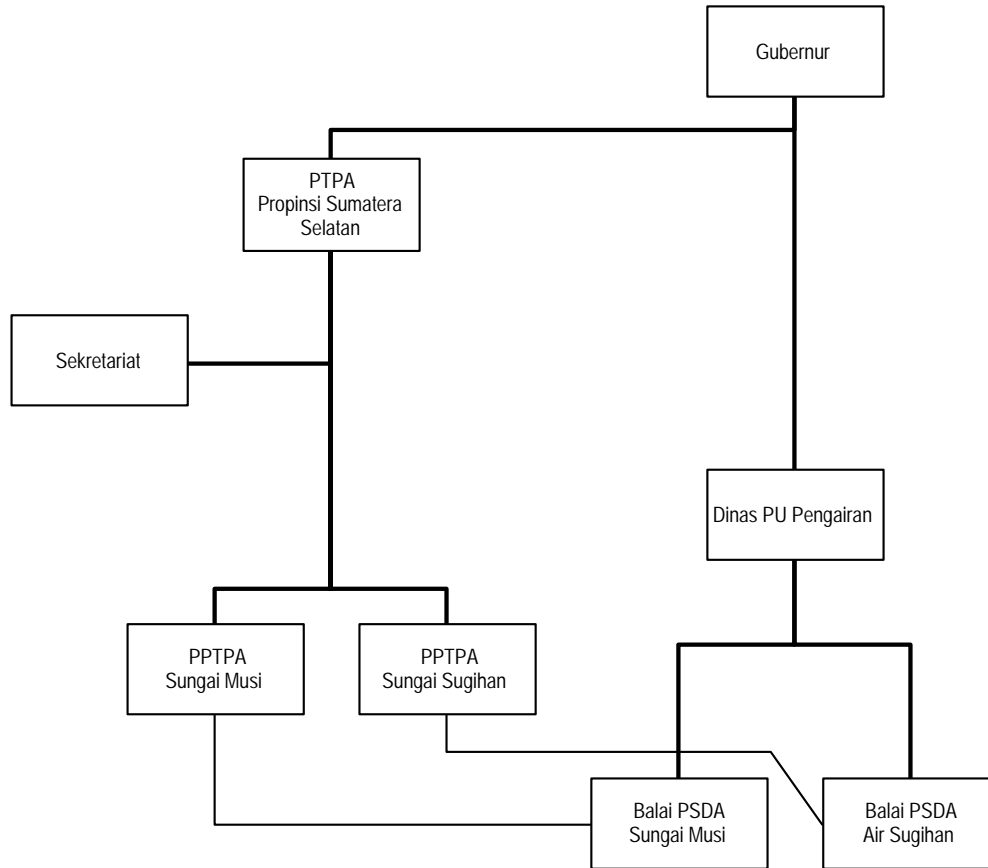 Gubernur
PTPA
Propinsi Sumatera
Selatan
Sekretariat
Dinas PU Pengairan
PPTPA
Sungai Musi
PPTPA
Sungai Sugihan
Balai PSDA
Sungai Musi
Balai PSDA
Air Sugihan